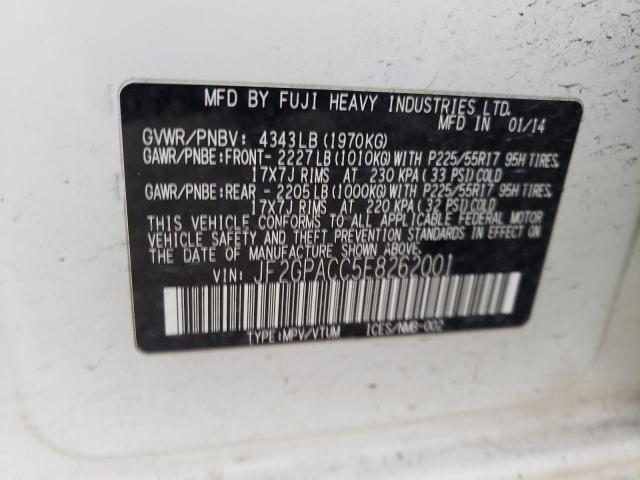 MFD BY FUJI HEAVY INDUSTRIES LTD.
MFD IN 01/14
GVWR/PNBV: 4343LB (1970KG)
GAWR/PNBE:FRONT- 2227LB (1010KG) WITH P225/55R17 95H TIRES,
17X7J RIMS AT 230 KPA (33 PSI) COLD
GAWR/PNBE:REAR - 2205LB (1000KG) WITH P225/55R17 95H TIRES,
17X7J RIMS AT 220 KPA (32 PSI) COLD
THIS VEHICLE CONFORMS TO ALL APPLICABLE FEDERAL MOTOR
VEHICLE SAFETY AND THEFT PREVENTION STANDARDS IN EFFECT ON
THE DATE OF MANUFACTURE SHOWN ABOVE.
VIN: JF2GPACC5E8262001
TYPE:MPV/VTUM ICES/NMB-002